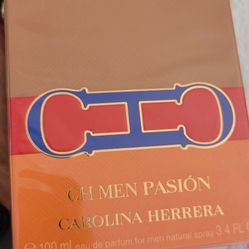 CH
CH MEN PASIÓN
CAROLINA HERRERA
℮ 100 ml eau de parfum for men natural spray 3.4 FL